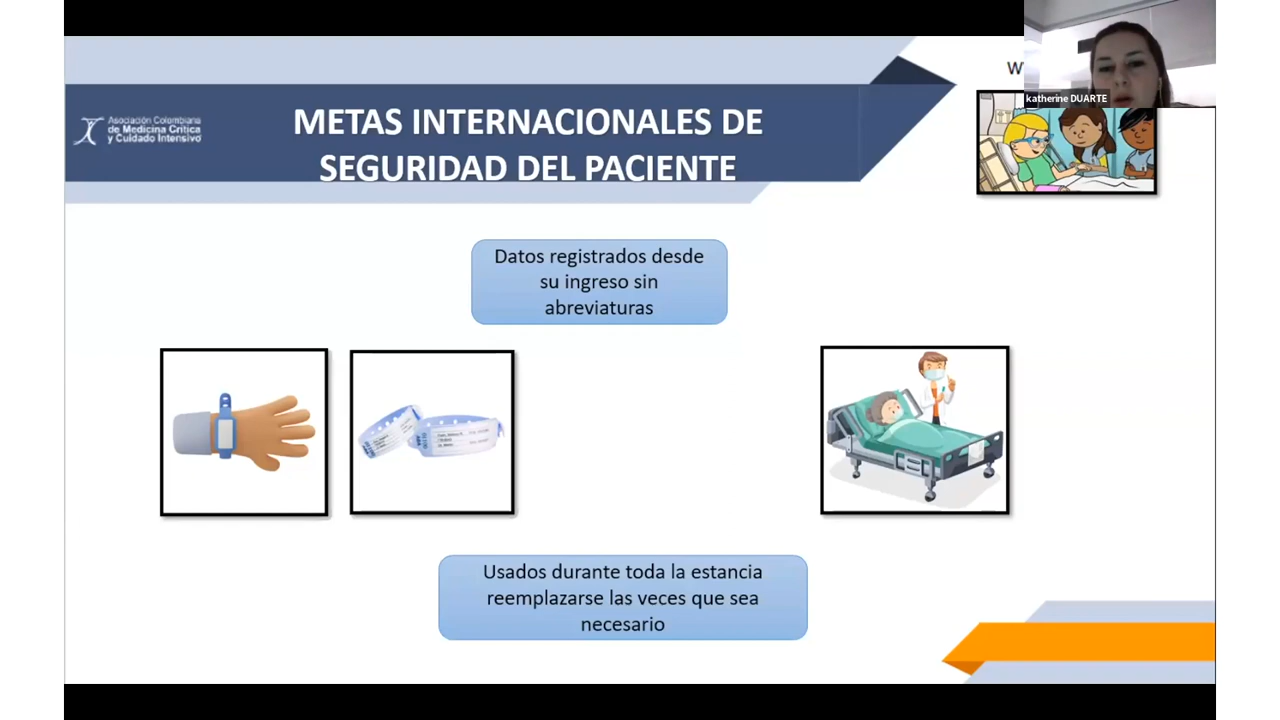 Asociación Colombiana
de Medicina Crítica
y Cuidado Intensivo
METAS INTERNACIONALES DE
SEGURIDAD DEL PACIENTE
katherine DUARTE
Datos registrados desde
su ingreso sin
abreviaturas
Usados durante toda la estancia
reemplazarse las veces que sea
necesario